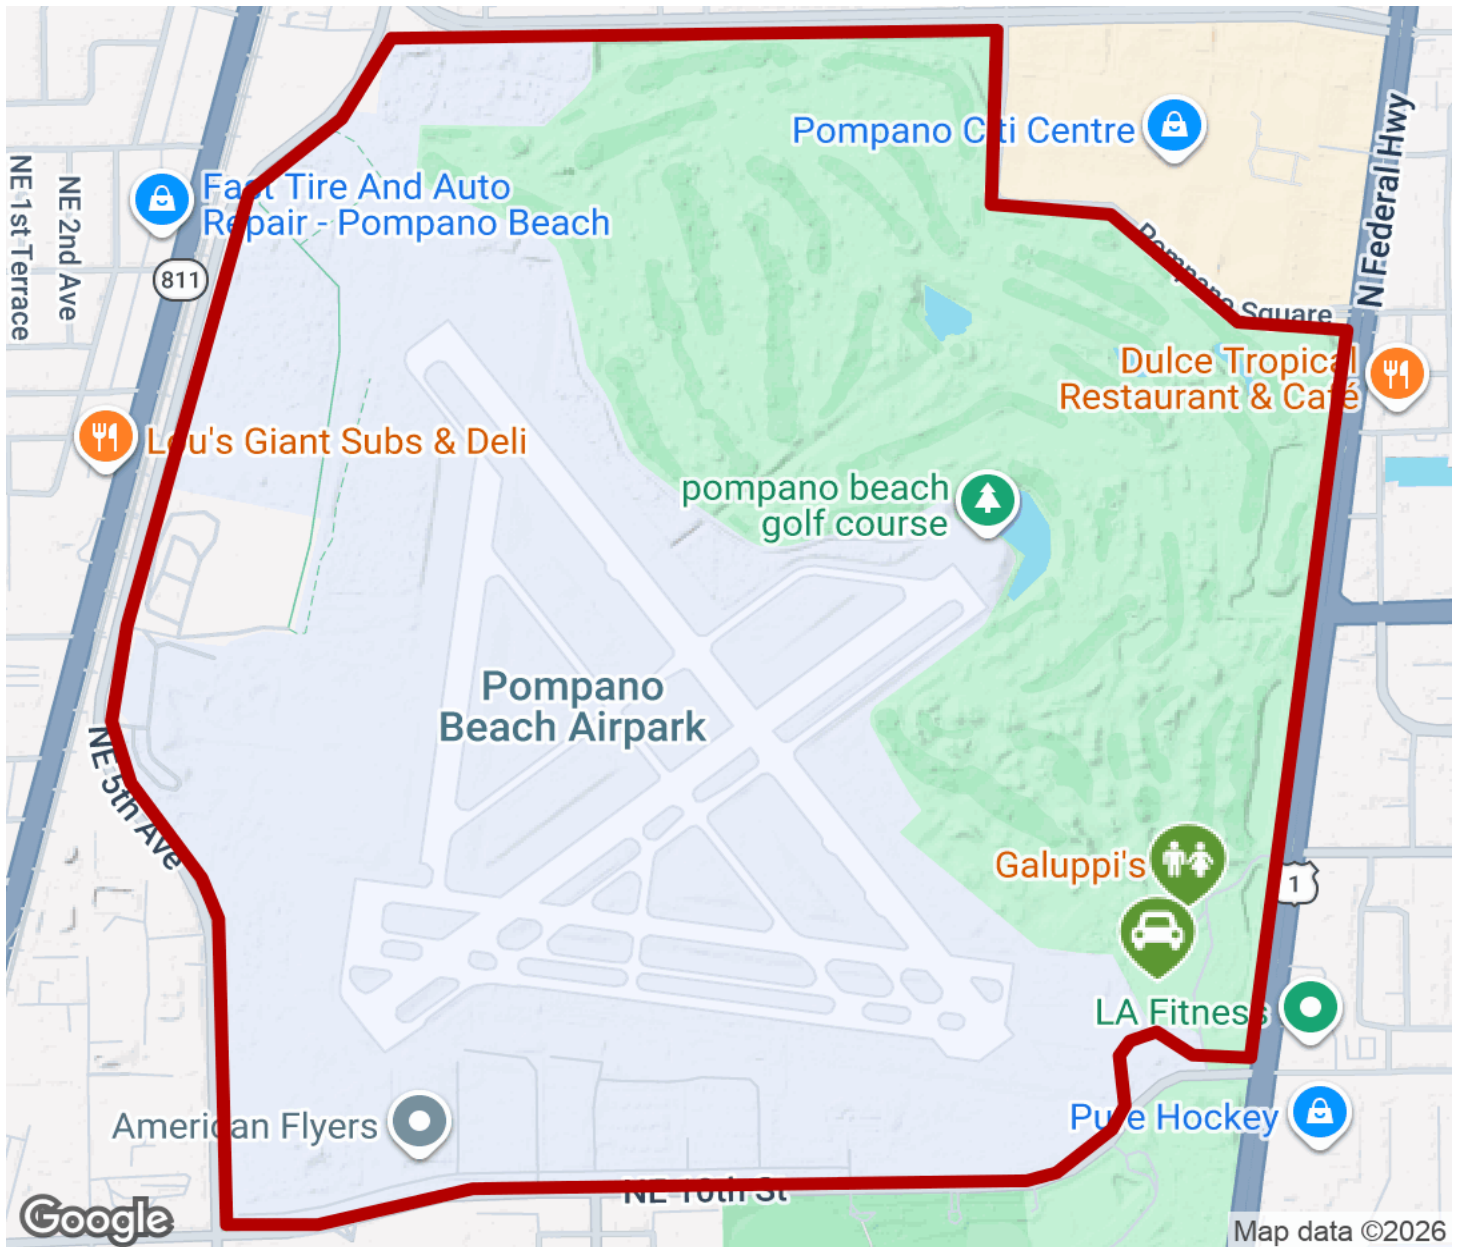 Pompano Citi Centre
N Federal Hwy
NE 1st Terrace
NE 2nd Ave
Fast Tire And Auto
Repair - Pompano Beach
811
Pompano Square
Dulce Tropical
Restaurant & Café
Lou's Giant Subs & Deli
pompano beach
golf course
Pompano
Beach Airpark
NE 5th Ave
Galuppi's
1
LA Fitness
American Flyers
Pure Hockey
NE 10th St
Google
Map data ©2026